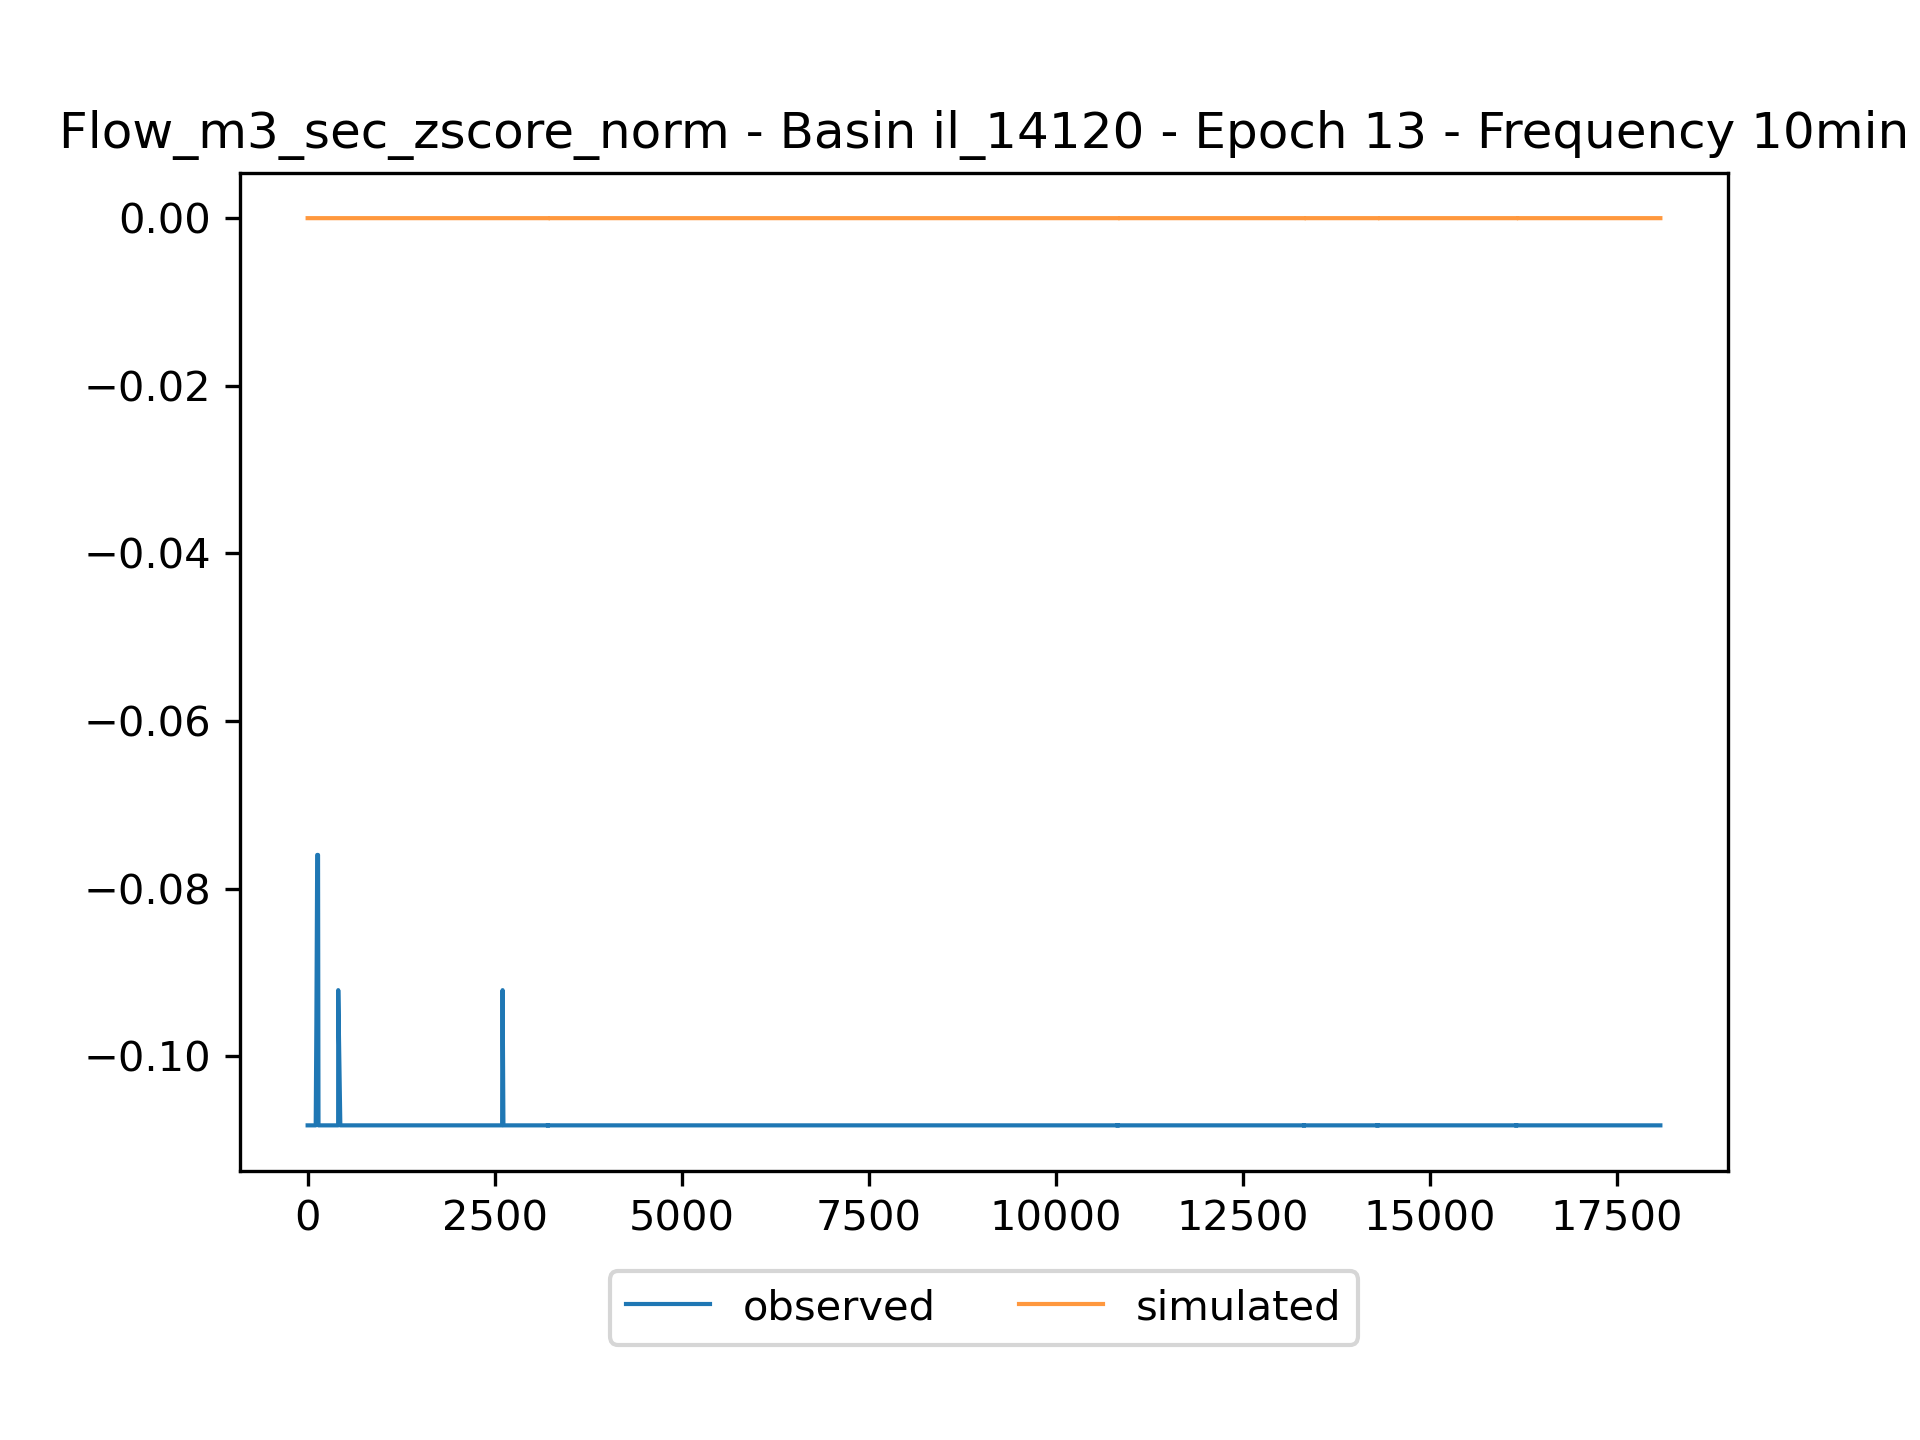 Flow_m3_sec_zscore_norm - Basin il_14120 - Epoch 13 - Frequency 10min
0.00
−0.02
−0.04
−0.06
−0.08
−0.10
0 2500 5000 7500 10000 12500 15000 17500
observed simulated